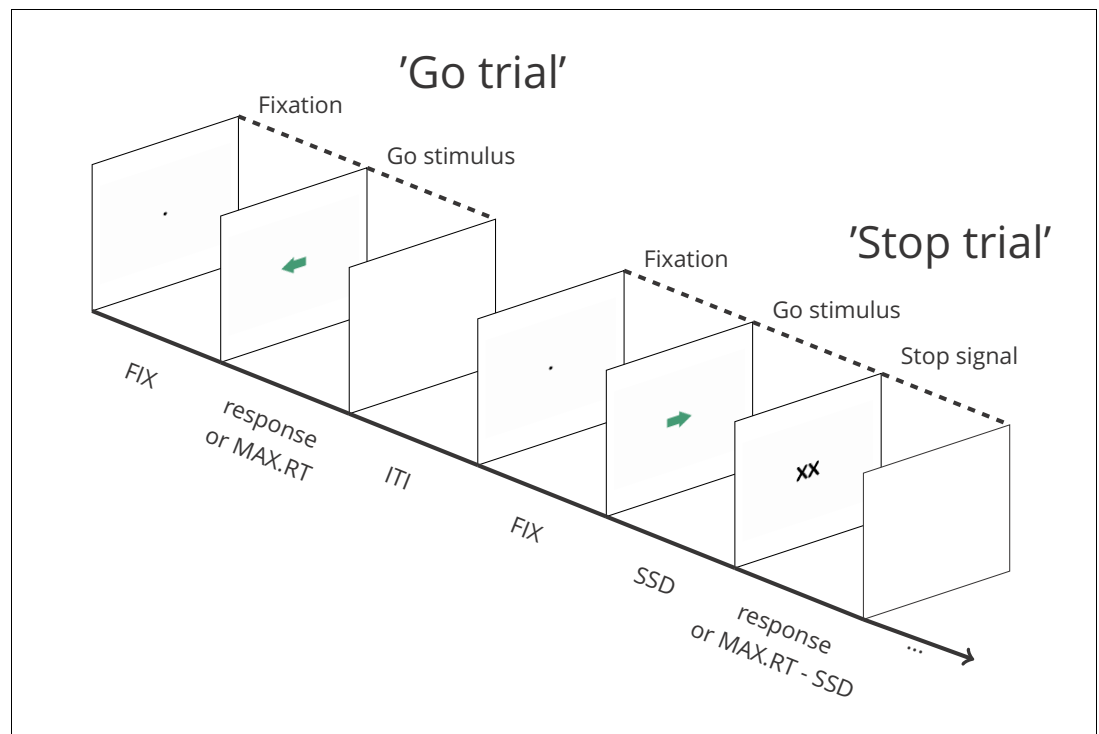 ’Go trial’
Fixation
Go stimulus
’Stop trial’
Fixation
Go stimulus
Stop signal
XX
FIX
response
or MAX.RT
ITI
FIX
SSD
response
or MAX.RT - SSD
...